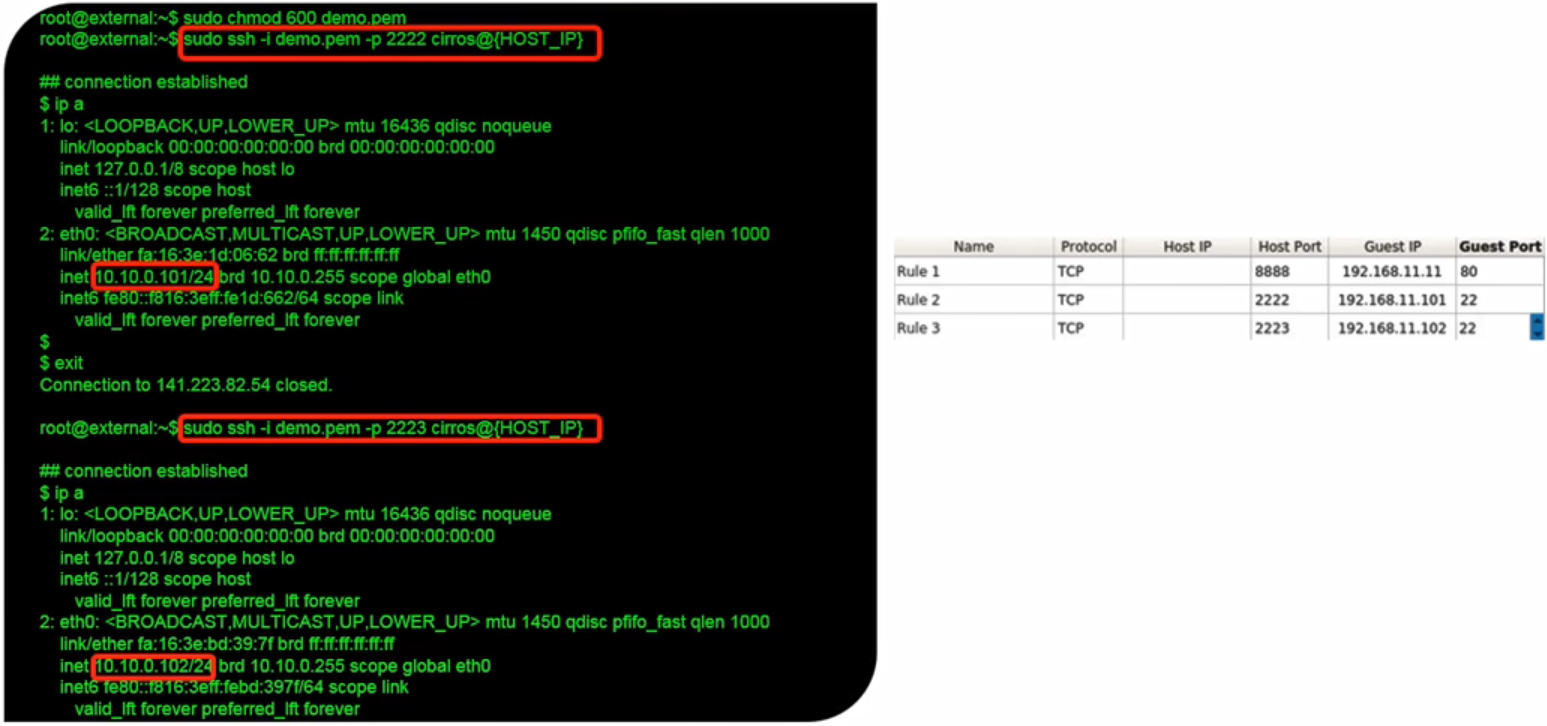 root@external:~$ sudo chmod 600 demo.pem
root@external:~$ sudo ssh -i demo.pem -p 2222 cirros@{HOST_IP}
## connection established
$ ip a
1: lo: <LOOPBACK,UP,LOWER_UP> mtu 16436 qdisc noqueue
link/loopback 00:00:00:00:00:00 brd 00:00:00:00:00:00
inet 127.0.0.1/8 scope host lo
inet6 ::1/128 scope host
valid_lft forever preferred_lft forever
2: eth0: <BROADCAST,MULTICAST,UP,LOWER_UP> mtu 1450 qdisc pfifo_fast qlen 1000
link/ether fa:16:3e:1d:06:62 brd ff:ff:ff:ff:ff:ff
inet 10.10.0.101/24 brd 10.10.0.255 scope global eth0
inet6 fe80::f816:3eff:fe1d:662/64 scope link
valid_lft forever preferred_lft forever
$
$ exit
Connection to 141.223.82.54 closed.
root@external:~$ sudo ssh -i demo.pem -p 2223 cirros@{HOST_IP}
## connection established
$ ip a
1: lo: <LOOPBACK,UP,LOWER_UP> mtu 16436 qdisc noqueue
link/loopback 00:00:00:00:00:00 brd 00:00:00:00:00:00
inet 127.0.0.1/8 scope host lo
inet6 ::1/128 scope host
valid_lft forever preferred_lft forever
2: eth0: <BROADCAST,MULTICAST,UP,LOWER_UP> mtu 1450 qdisc pfifo_fast qlen 1000
link/ether fa:16:3e:bd:39:7f brd ff:ff:ff:ff:ff:ff
inet 10.10.0.102/24 brd 10.10.0.255 scope global eth0
inet6 fe80::f816:3eff:febd:397f/64 scope link
valid_lft forever preferred_lft forever
Name Protocol Host IP Host Port Guest IP Guest Port
Rule 1 TCP 8888 192.168.11.11 80
Rule 2 TCP 2222 192.168.11.101 22
Rule 3 TCP 2223 192.168.11.102 22